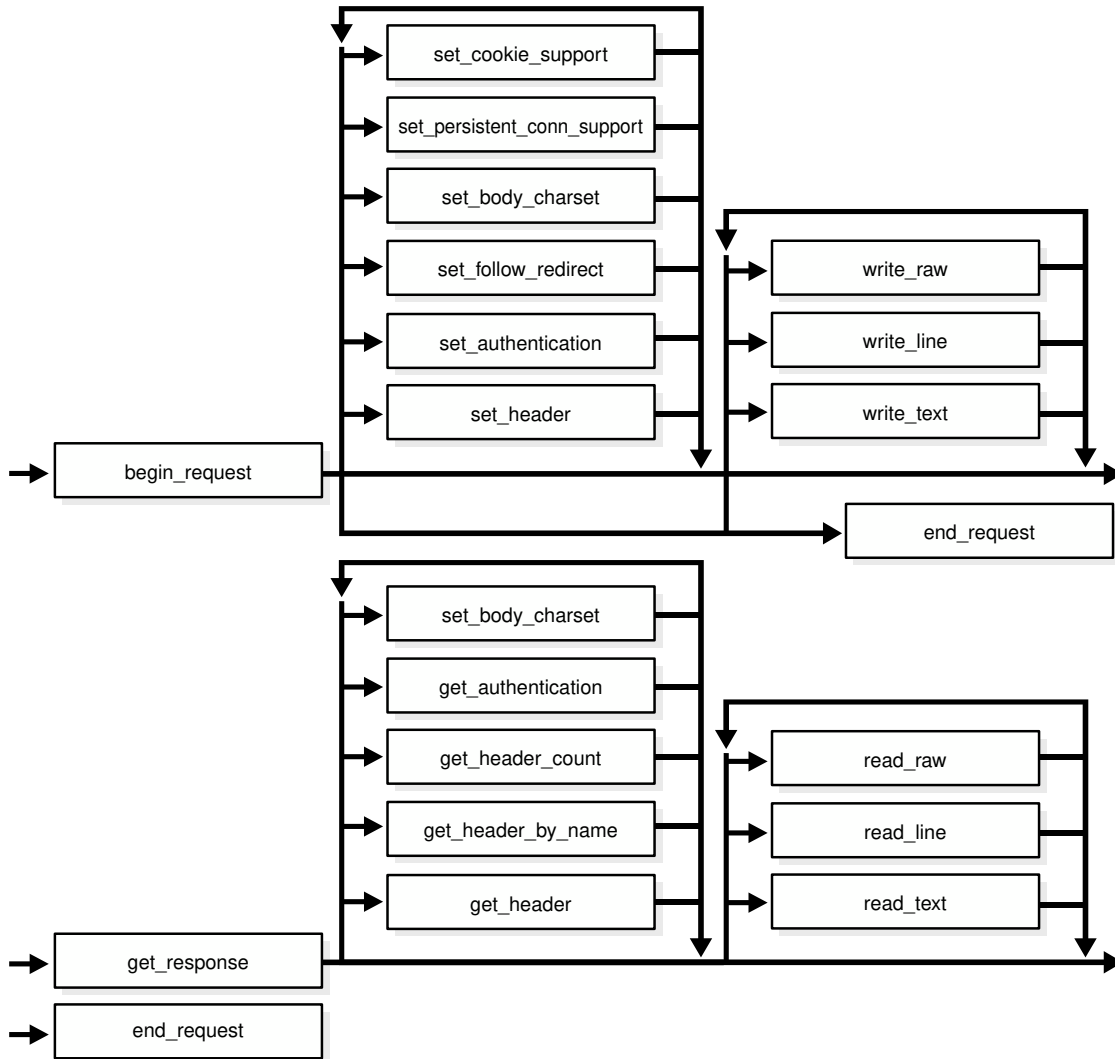 set_cookie_support
set_persistent_conn_support
set_body_charset
set_follow_redirect
set_authentication
set_header
write_raw
write_line
write_text
begin_request
end_request
set_body_charset
get_authentication
get_header_count
get_header_by_name
get_header
read_raw
read_line
read_text
get_response
end_request